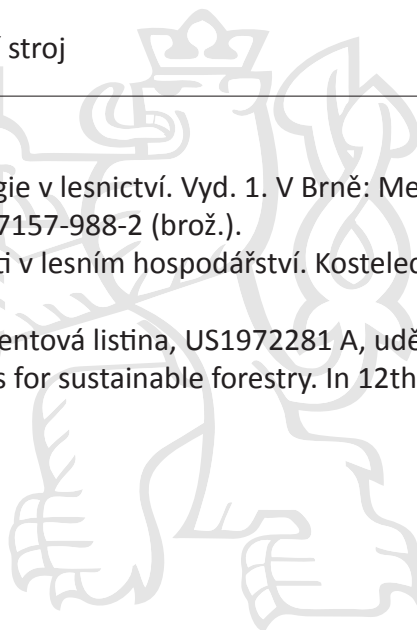 stroj
gie v lesnictví. Vyd. 1. V Brně: Me
7157-988-2 (brož.).
ti v lesním hospodářství. Kostelec
entová listina, US1972281 A, udě
s for sustainable forestry. In 12th